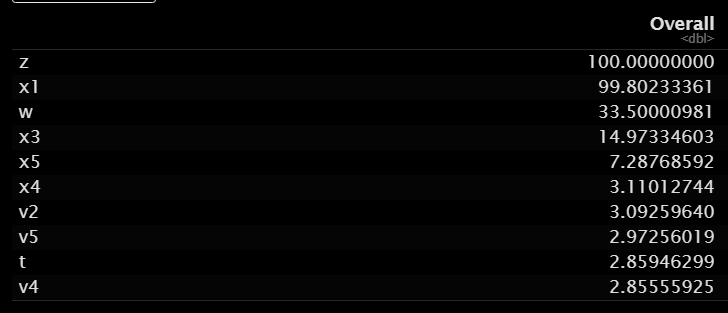 Overall
<dbl>
z 100.00000000
x1 99.80233361
w 33.50000981
x3 14.97334603
x5 7.28768592
x4 3.11012744
v2 3.09259640
v5 2.97256019
t 2.85946299
v4 2.85555925